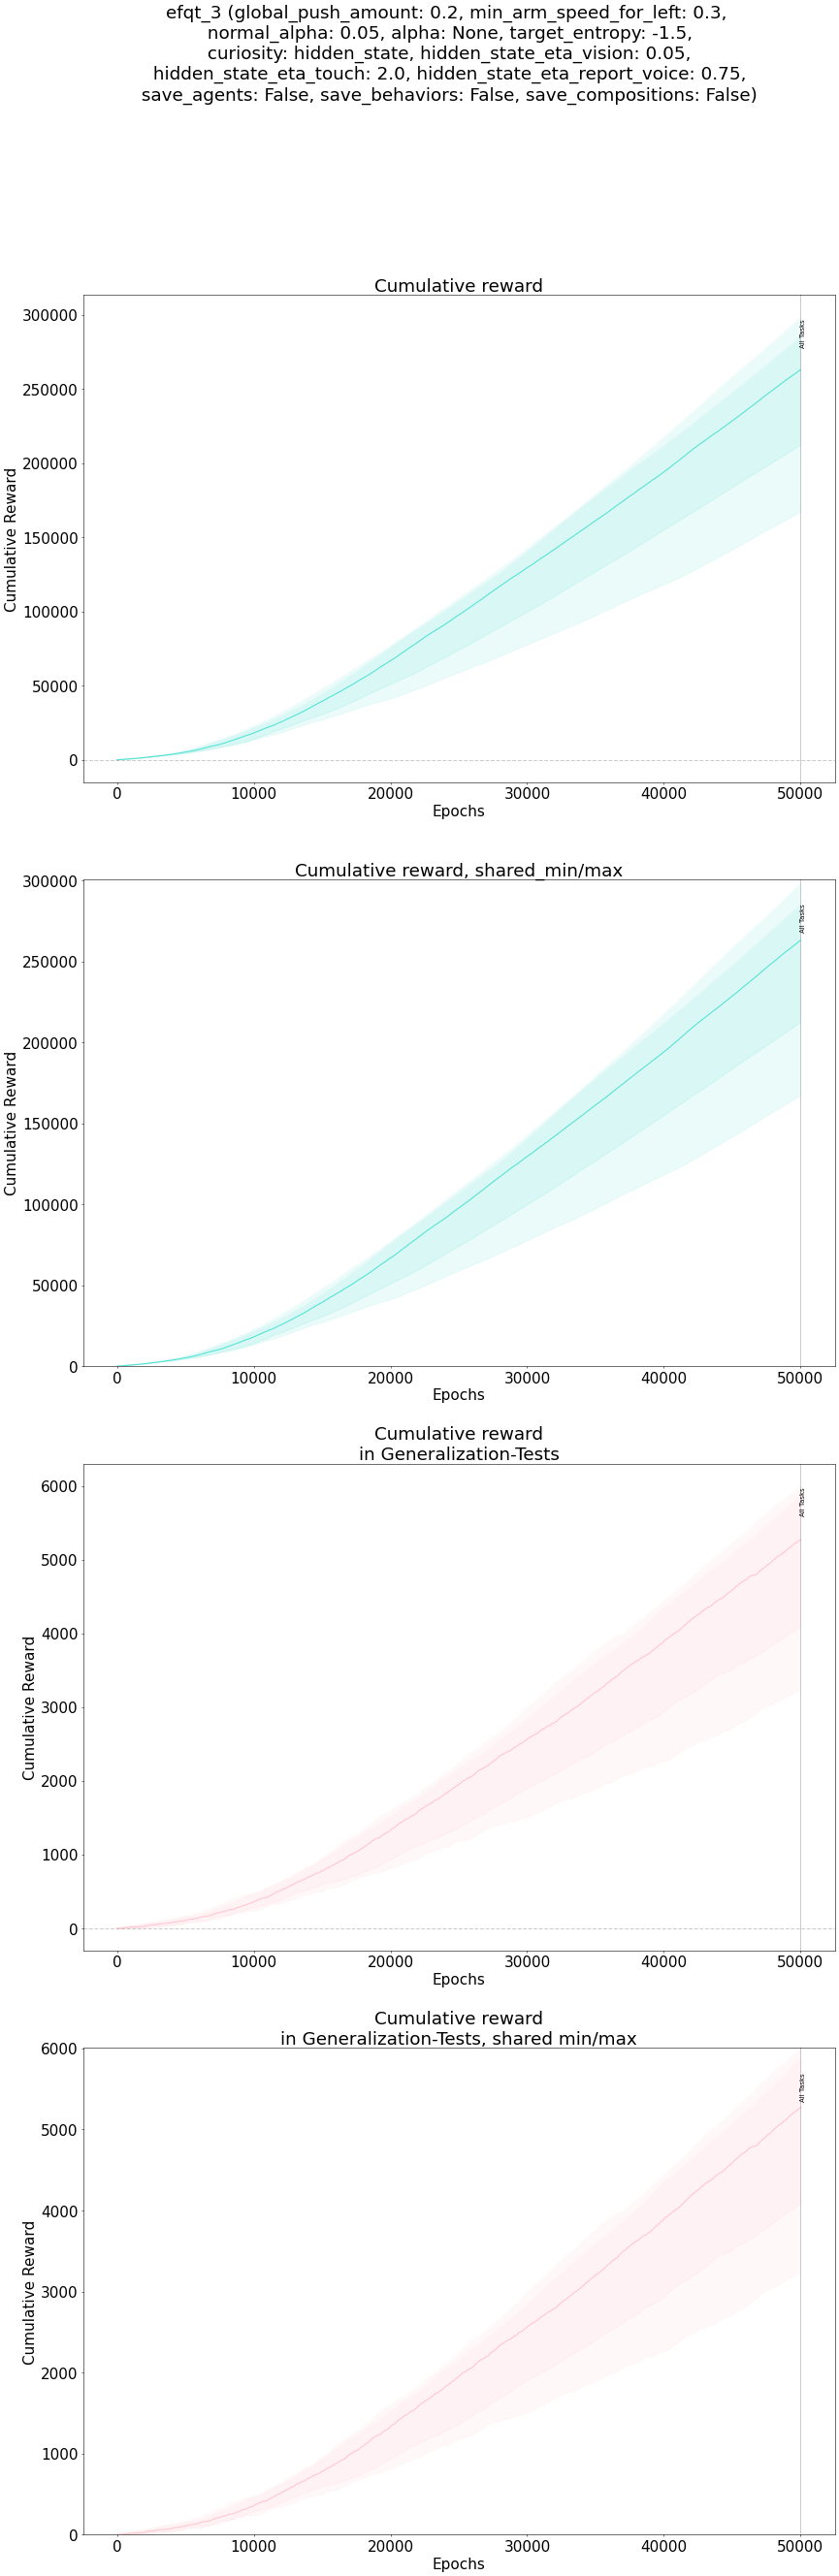 efqt_3 (global_push_amount: 0.2, min_arm_speed_for_left: 0.3,
normal_alpha: 0.05, alpha: None, target_entropy: -1.5,
curiosity: hidden_state, hidden_state_eta_vision: 0.05,
hidden_state_eta_touch: 2.0, hidden_state_eta_report_voice: 0.75,
save_agents: False, save_behaviors: False, save_compositions: False)
Cumulative reward
300000
250000
200000
150000
100000
50000
0
Cumulative Reward
All Tasks
0 10000 20000 30000 40000 50000
Epochs
Cumulative reward, shared_min/max
300000
250000
200000
150000
100000
50000
0
Cumulative Reward
All Tasks
0 10000 20000 30000 40000 50000
Epochs
Cumulative reward
in Generalization-Tests
6000
5000
4000
3000
2000
1000
0
Cumulative Reward
All Tasks
0 10000 20000 30000 40000 50000
Epochs
Cumulative reward
in Generalization-Tests, shared min/max
6000
5000
4000
3000
2000
1000
0
Cumulative Reward
All Tasks
0 10000 20000 30000 40000 50000
Epochs